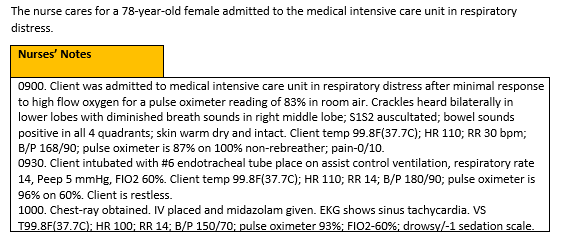 The nurse cares for a 78-year-old female admitted to the medical intensive care unit in respiratory
distress.
Nurses' Notes
0900. Client was admitted to medical intensive care unit in respiratory distress after minimal response
to high flow oxygen for a pulse oximeter reading of 83% in room air. Crackles heard bilaterally in
lower lobes with diminished breath sounds in right middle lobe; S1S2 auscultated; bowel sounds
positive in all 4 quadrants; skin warm dry and intact. Client temp 99.8F(37.7C); HR 110; RR 30 bpm;
B/P 168/90; pulse oximeter is 87% on 100% non-rebreather; pain-0/10.
0930. Client intubated with #6 endotracheal tube place on assist control ventilation, respiratory rate
14, Peep 5 mmHg, FIO2 60%. Client temp 99.8F(37.7C); HR 110; RR 14; B/P 180/90; pulse oximeter is
96% on 60%. Client is restless.
1000. Chest-ray obtained. IV placed and midazolam given. EKG shows sinus tachycardia. VS
T99.8F(37.7C); HR 100; RR 14; B/P 150/70; pulse oximeter 93%; FIO2-60%; drowsy/-1 sedation scale.